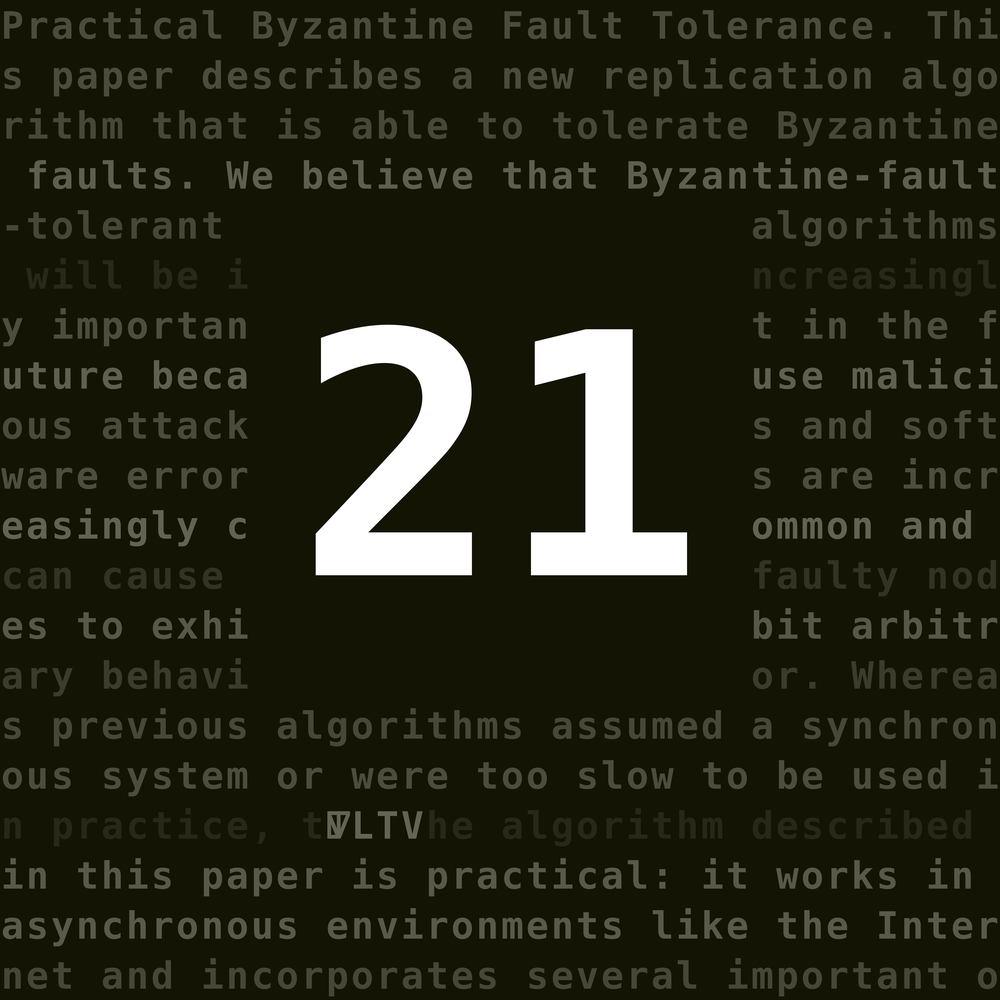 Practical Byzantine Fault Tolerance. Thi
s paper describes a new replication algo
rithm that is able to tolerate Byzantine
faults. We believe that Byzantine-fault
-tolerant algorithms
will be i ncreasingl
y importan t in the f
uture beca use malici
21
ous attack s and soft
ware error s are incr
easingly c ommon and
can cause faulty nod
es to exhi bit arbitr
ary behavi or. Wherea
s previous algorithms assumed a synchron
ous system or were too slow to be used i
n practice, t LTV he algorithm described
in this paper is practical: it works in
asynchronous environments like the Inter
net and incorporates several important o